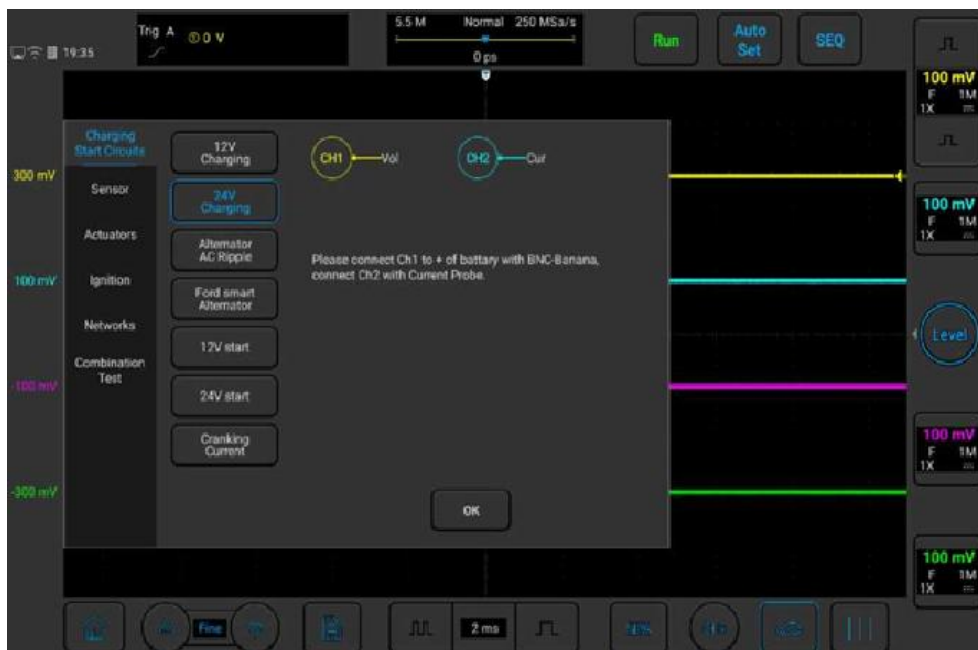 Trig A ①0 V
5.5 M Normal 250 MSa/s
0 ps
Run
Auto
Set
SEQ
19:35
100 mV
F 1M
1X
300 mV
100 mV
-100 mV
-300 mV
Charging
Start Circuits
Sensor
Actuators
Ignition
Networks
Combination
Test
12V
Charging
24V
Charging
Alternator
AC Ripple
Ford smart
Alternator
12V start
24V start
Cranking
Current
CH1 Vol
CH2 Cur
Please connect Ch1 to + of battary with BNC-Banana,
connect Ch2 with Current Probe.
OK
100 mV
F 1M
1X
Level
100 mV
F 1M
1X
100 mV
F 1M
1X
Fine
2 ms
50%